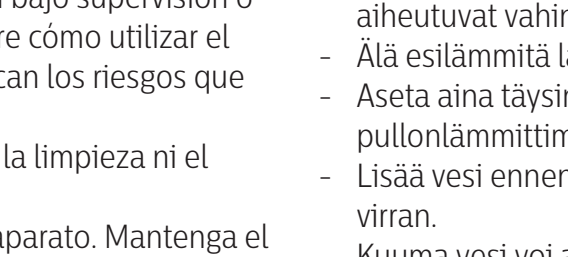 bajo supervisión o
re cómo utilizar el
can los riesgos que
la limpieza ni el
aparato. Mantenga el
aiheutuvat vahin
- Älä esilämmitä l
- Aseta aina täysi
pullonlämmittim
- Lisää vesi ennen
virran.
Kuuma vesi voi a